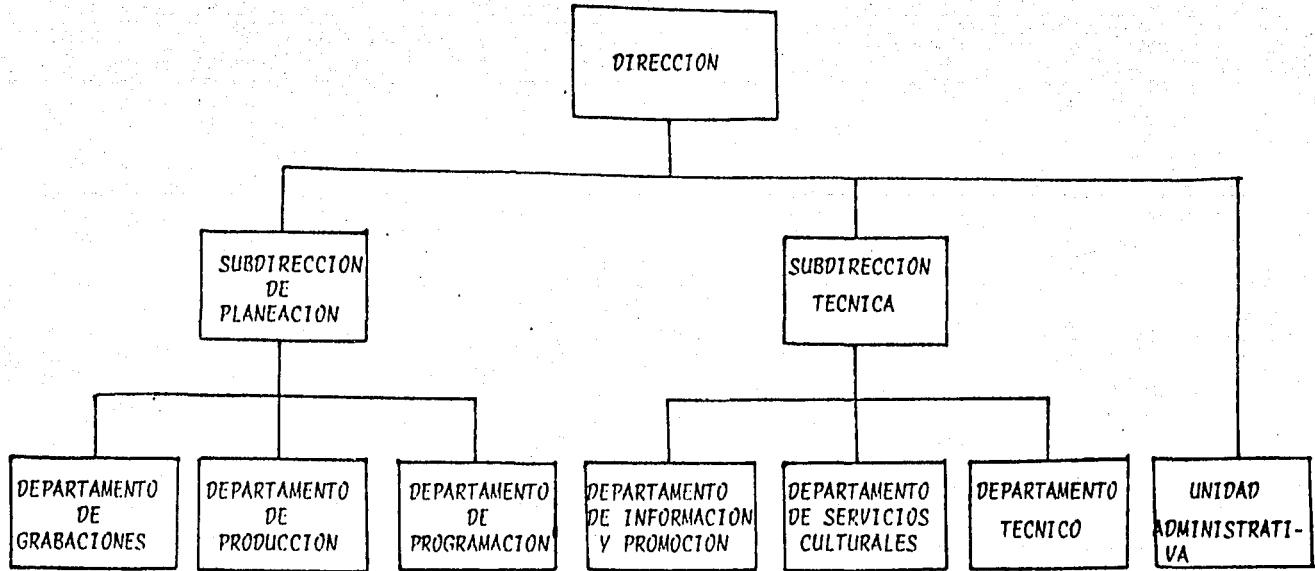 DIRECCION
SUBDIRECCION
DE
PLANEACION
SUBDIRECCION
TECNICA
DEPARTAMENTO
DE
GRABACIONES
DEPARTAMENTO
DE
PRODUCCION
DEPARTAMENTO
DE
PROGRAMACION
DEPARTAMENTO
DE INFORMACION
Y PROMOCION
DEPARTAMENTO
DE SERVICIOS
CULTURALES
DEPARTAMENTO
TECNICO
UNIDAD
ADMINISTRATI-
VA